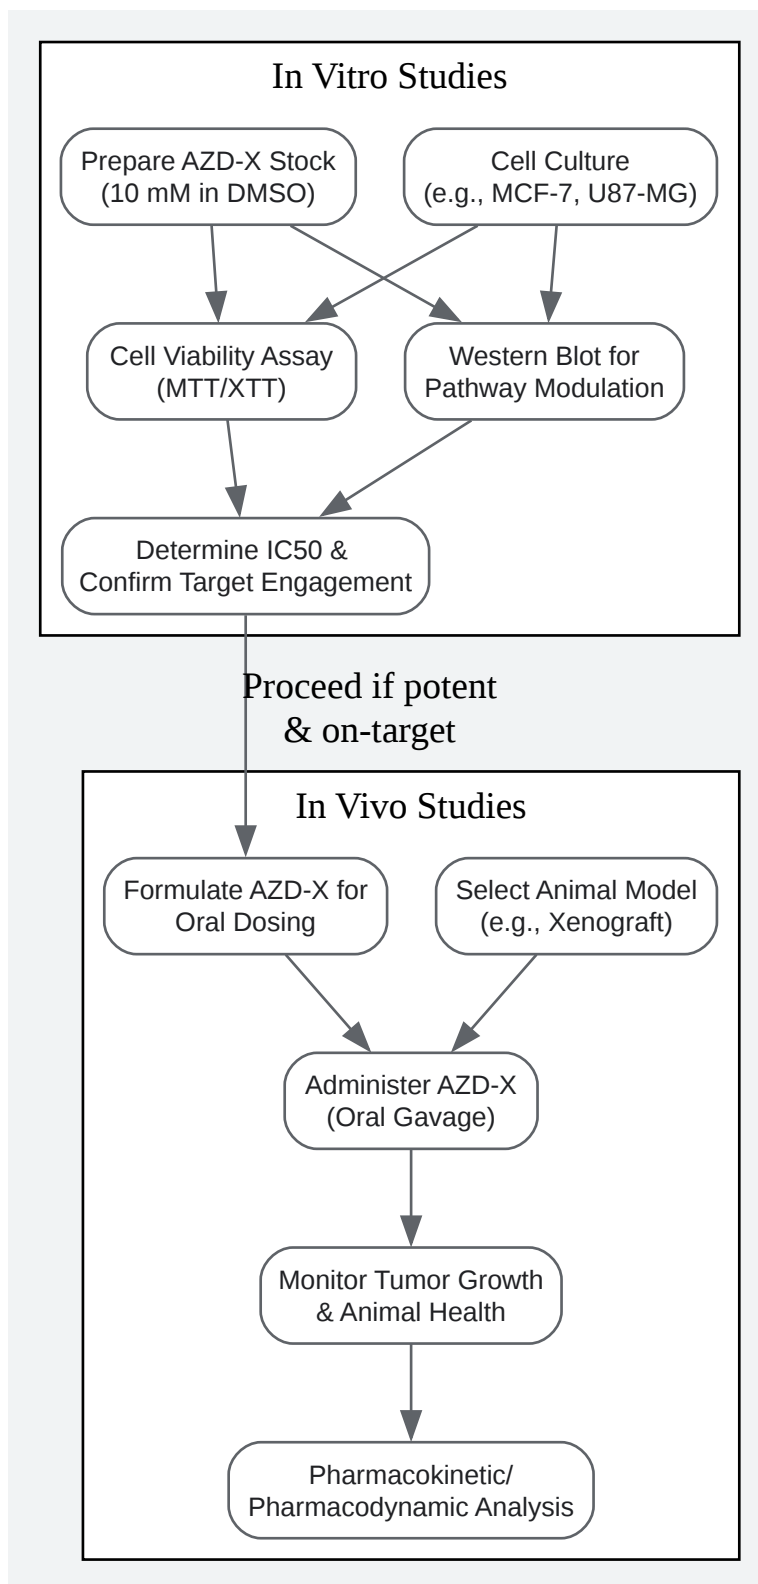 In Vitro Studies
Prepare AZD-X Stock
(10 mM in DMSO)
Cell Culture
(e.g., MCF-7, U87-MG)
Cell Viability Assay
(MTT/XTT)
Western Blot for
Pathway Modulation
Determine IC50 &
Confirm Target Engagement
Proceed if potent
& on-target
In Vivo Studies
Formulate AZD-X for
Oral Dosing
Select Animal Model
(e.g., Xenograft)
Administer AZD-X
(Oral Gavage)
Monitor Tumor Growth
& Animal Health
Pharmacokinetic/
Pharmacodynamic Analysis